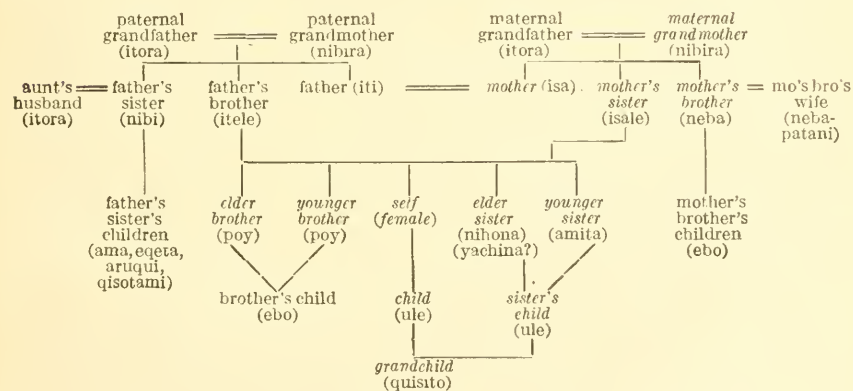 paternal paternal maternal maternal
grandfather grandmother grandfather grandmother
(itora) (nibira) (itora) (nibira)
aunt's father's father's father (iti) mother (isa) mother's mother's mo's bro's
husband sister brother sister brother wife
(itora) (nibi) (itele) (isale) (neba) (neba-
patani)
father's elder younger self elder younger mother's
sister's brother brother (female) sister sister brother's
children (poy) (poy) (nihona) (amita) children
(ama, eqeta, (yachina?) (ebo)
aruqui,
qisotami)
brother's child child sister's
(ebo) (ule) child
(ule)
grandchild
(quisito)